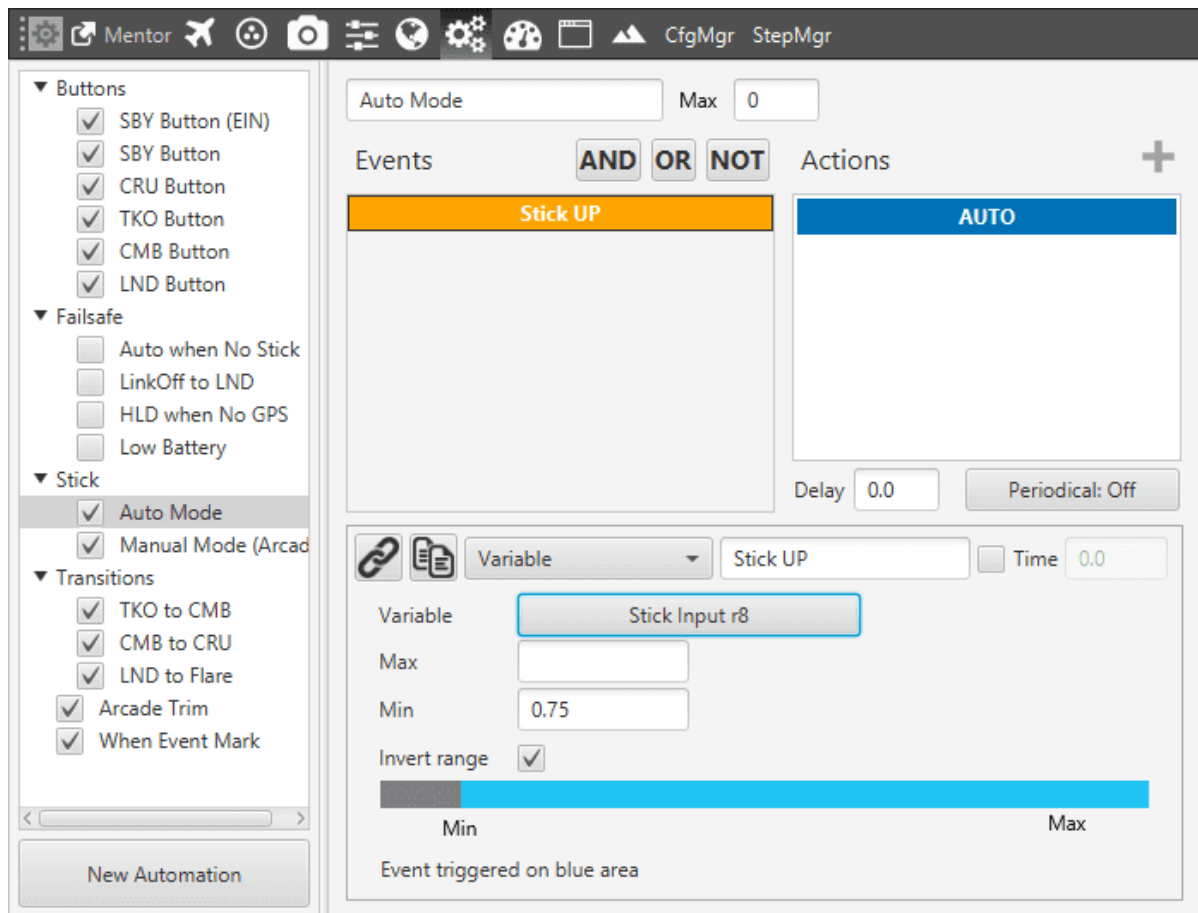 Mentor CfgMgr StepMgr
Buttons
SBY Button (EIN)
SBY Button
CRU Button
TKO Button
CMB Button
LND Button
Failsafe
Auto when No Stick
LinkOff to LND
HLD when No GPS
Low Battery
Stick
Auto Mode
Manual Mode (Arcad
Transitions
TKO to CMB
CMB to CRU
LND to Flare
Arcade Trim
When Event Mark
New Automation
Auto Mode Max 0
Events AND OR NOT Actions
Stick UP
AUTO
Delay 0.0 Periodical: Off
Variable Stick UP Time 0.0
Variable Stick Input r8
Max
Min 0.75
Invert range
Min Max
Event triggered on blue area